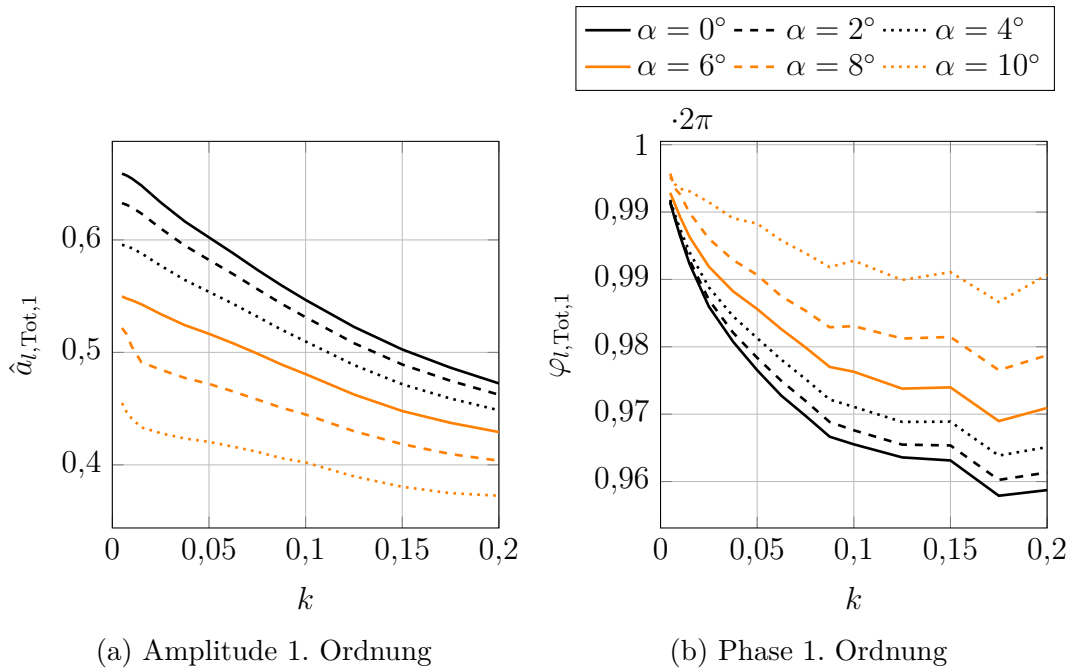 α = 0° α = 2° α = 4°
α = 6° α = 8° α = 10°
0,6
0,5
0,4
â_{l,Tot,1}
0 0,05 0,1 0,15 0,2
k
(a) Amplitude 1. Ordnung
·2π
1
0,99
0,99
0,98
0,97
0,96
φ_{l,Tot,1}
0 0,05 0,1 0,15 0,2
k
(b) Phase 1. Ordnung